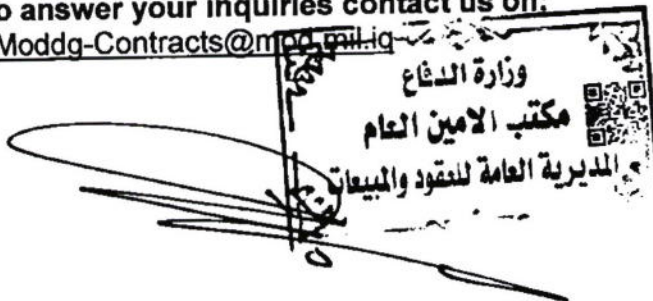 o answer your inquiries contact us on.
Moddg-Contracts@mod.mil.iq
وزارة الدفاع
مكتب الامين العام
المديرية العامة للعقود والمبيعات